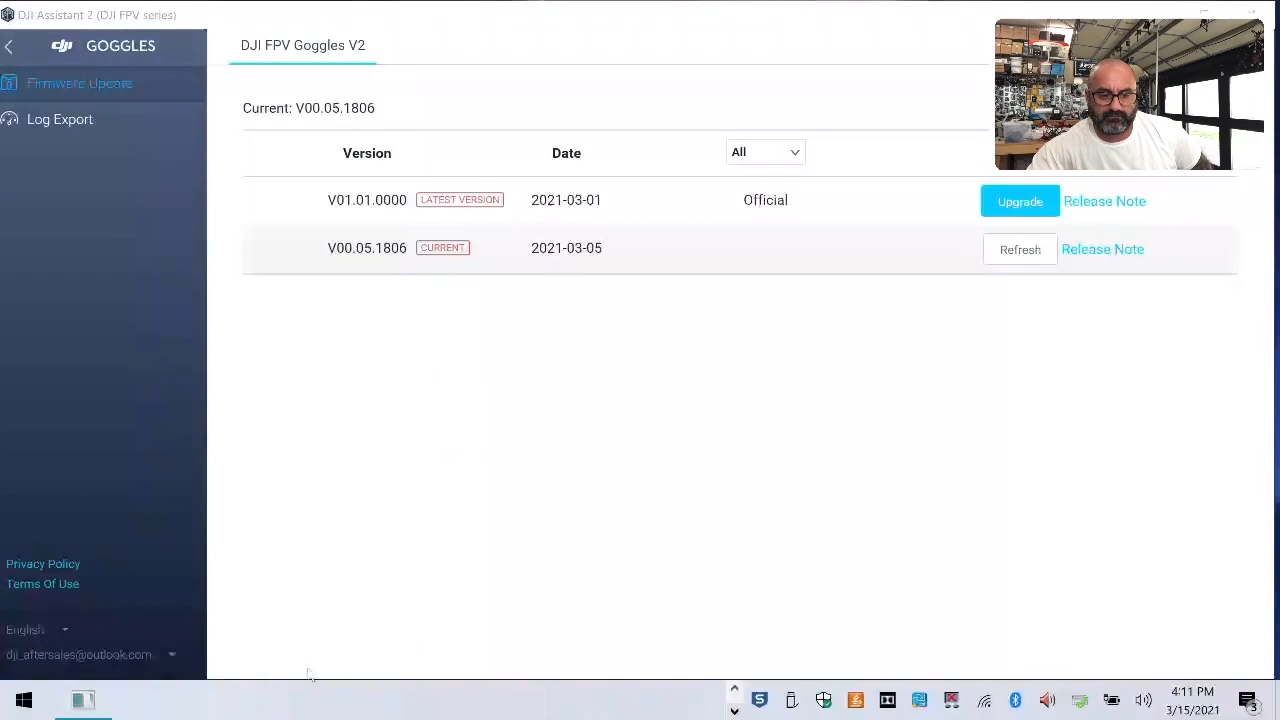 DJI Assistant 2 (DJI FPV series)
dji GOGGLES
Firmware Update
Log Export
Privacy Policy
Terms Of Use
English
dji_aftersales@outlook.com
DJI FPV Goggles V2
Current: V00.05.1806
Version Date All
V01.01.0000 LATEST VERSION 2021-03-01 Official Upgrade Release Note
V00.05.1806 CURRENT 2021-03-05 Refresh Release Note
4:11 PM
3/15/2021
3